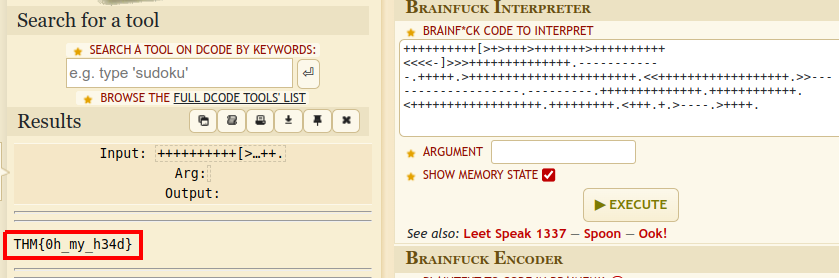 Search for a tool
SEARCH A TOOL ON DCODE BY KEYWORDS:
e.g. type 'sudoku'
BROWSE THE FULL DCODE TOOLS' LIST
Results
Input: ++++++++++[>…++.
Arg:
Output:
THM{0h_my_h34d}
BRAINFUCK INTERPRETER
BRAINF*CK CODE TO INTERPRET
++++++++++[>+>+++>+++++++>++++++++++
<<<<-]>>>++++++++++++++.-----------
-.+++++.>+++++++++++++++++++++++.<<++++++++++++++++++.>>---
----------------.---------.++++++++++++++.++++++++++++.
<++++++++++++++++++.+++++++++.<+++.+.>----.>++++.
ARGUMENT
SHOW MEMORY STATE
▶ EXECUTE
See also: Leet Speak 1337 – Spoon – Ook!
BRAINFUCK ENCODER